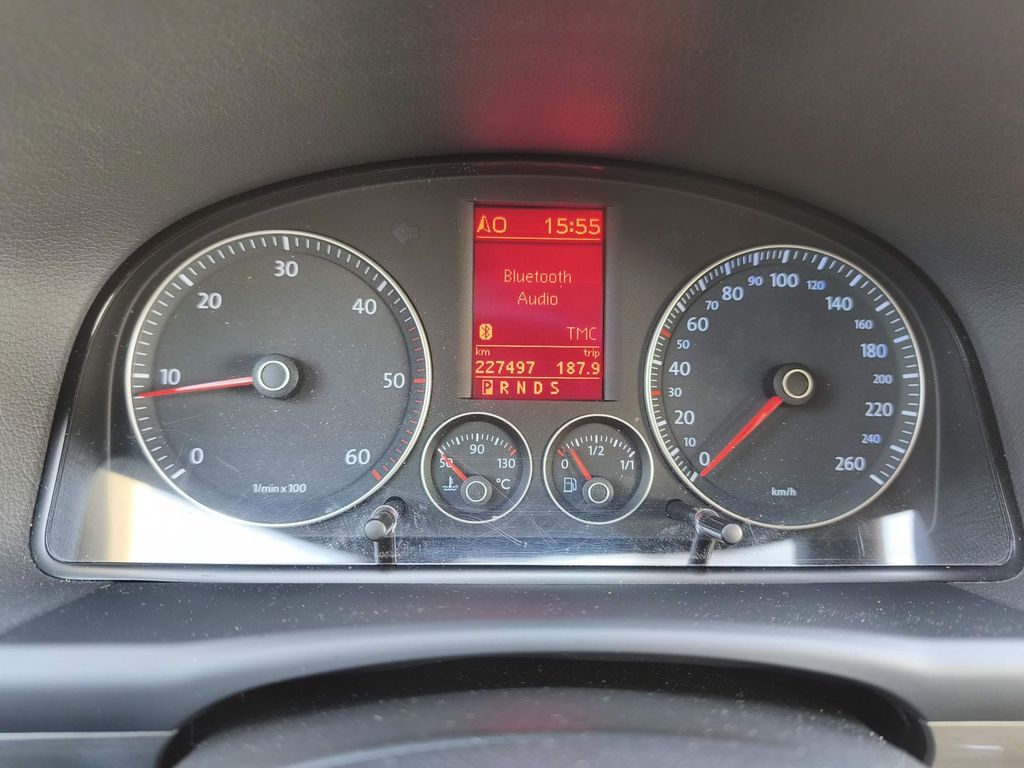 0 10 20 30 40 50 60
1/min x 100
AO 15:55
Bluetooth
Audio
TMC
km trip
227497 187.9
P R N D S
50 90 130
°C
0 1/2 1/1
0 10 20 30 40 50 60 70 80 90 100 120 140 160 180 200 220 240 260
km/h